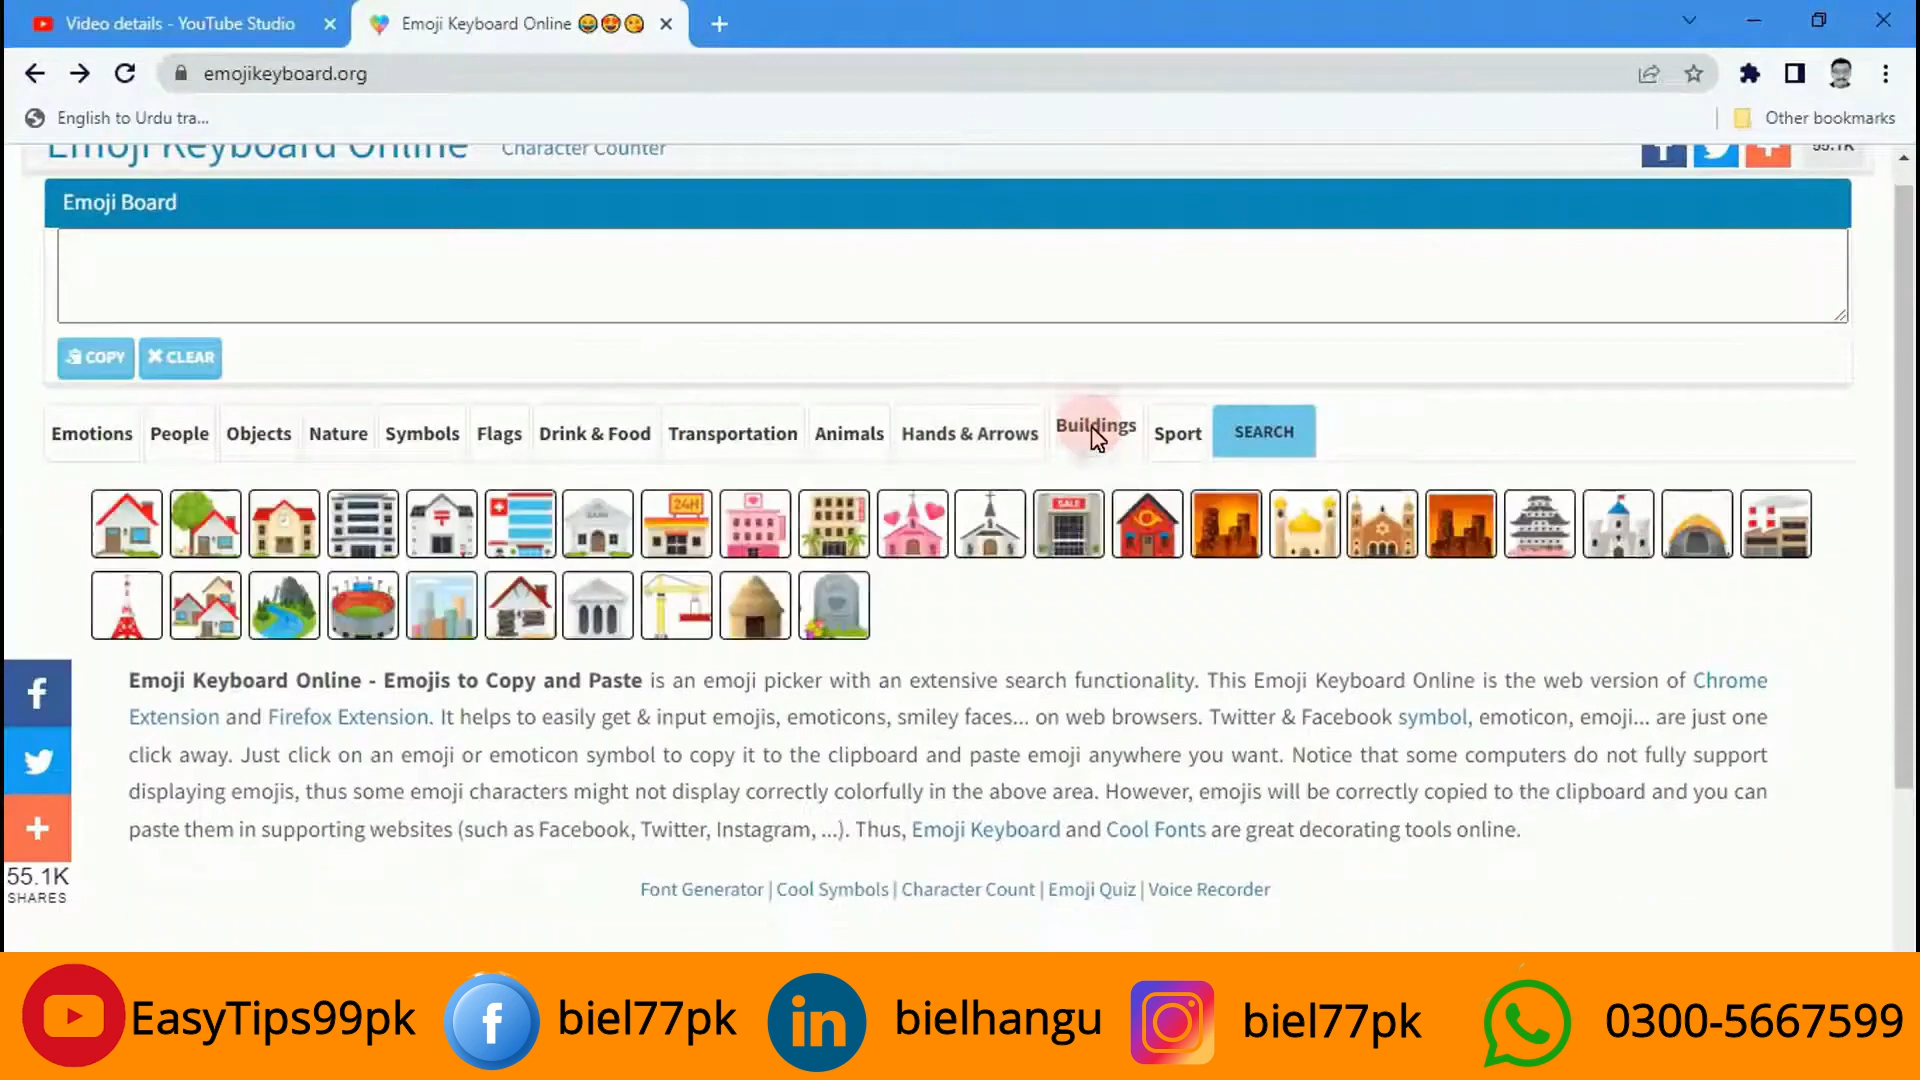 Video details - YouTube Studio
Emoji Keyboard Online 😂😍😘
emojikeyboard.org
English to Urdu tra...
Other bookmarks
Emoji Keyboard Online
Character Counter
55.1K
Emoji Board
COPY
CLEAR
Emotions People Objects Nature Symbols Flags Drink & Food Transportation Animals Hands & Arrows Buildings Sport SEARCH
24H
SALE
Emoji Keyboard Online - Emojis to Copy and Paste is an emoji picker with an extensive search functionality. This Emoji Keyboard Online is the web version of Chrome
Extension and Firefox Extension. It helps to easily get & input emojis, emoticons, smiley faces... on web browsers. Twitter & Facebook symbol, emoticon, emoji... are just one
click away. Just click on an emoji or emoticon symbol to copy it to the clipboard and paste emoji anywhere you want. Notice that some computers do not fully support
displaying emojis, thus some emoji characters might not display correctly colorfully in the above area. However, emojis will be correctly copied to the clipboard and you can
paste them in supporting websites (such as Facebook, Twitter, Instagram, ...). Thus, Emoji Keyboard and Cool Fonts are great decorating tools online.
55.1K
SHARES
Font Generator | Cool Symbols | Character Count | Emoji Quiz | Voice Recorder
EasyTips99pk biel77pk bielhangu biel77pk 0300-5667599